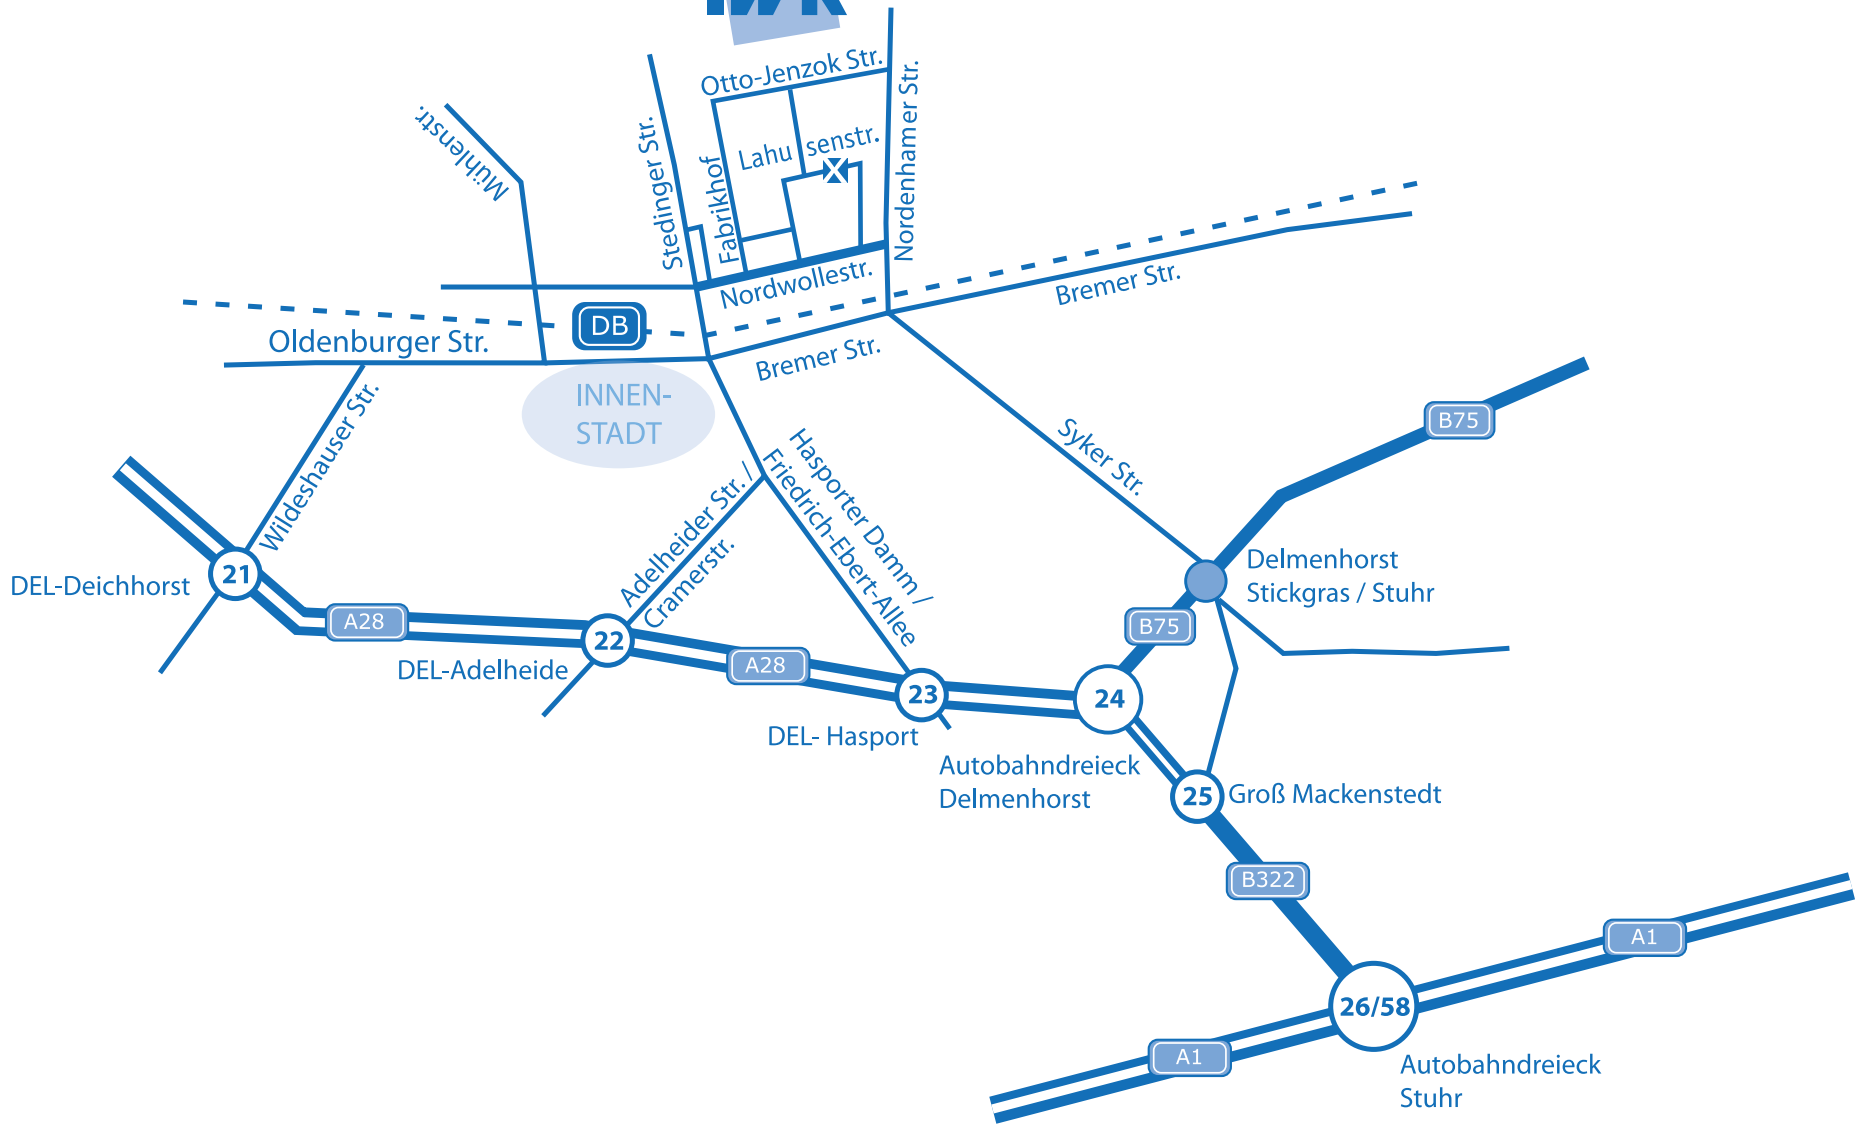 Otto-Jenzok Str.
Mühlenstr.
Stedinger Str.
Fabrikhof
Lahu senstr.
Nordenhamer Str.
Nordwollestr.
Bremer Str.
DB
Oldenburger Str.
Bremer Str.
INNEN-
STADT
Wildeshauser Str.
Adelheider Str. /
Cramerstr.
Hasporter Damm /
Friedrich-Ebert-Allee
Syker Str.
B75
Delmenhorst
Stickgras / Stuhr
DEL-Deichhorst
21
A28
22
DEL-Adelheide
A28
B75
23
DEL- Hasport
24
Autobahndreieck
Delmenhorst
25
Groß Mackenstedt
B322
A1
26/58
A1
Autobahndreieck
Stuhr